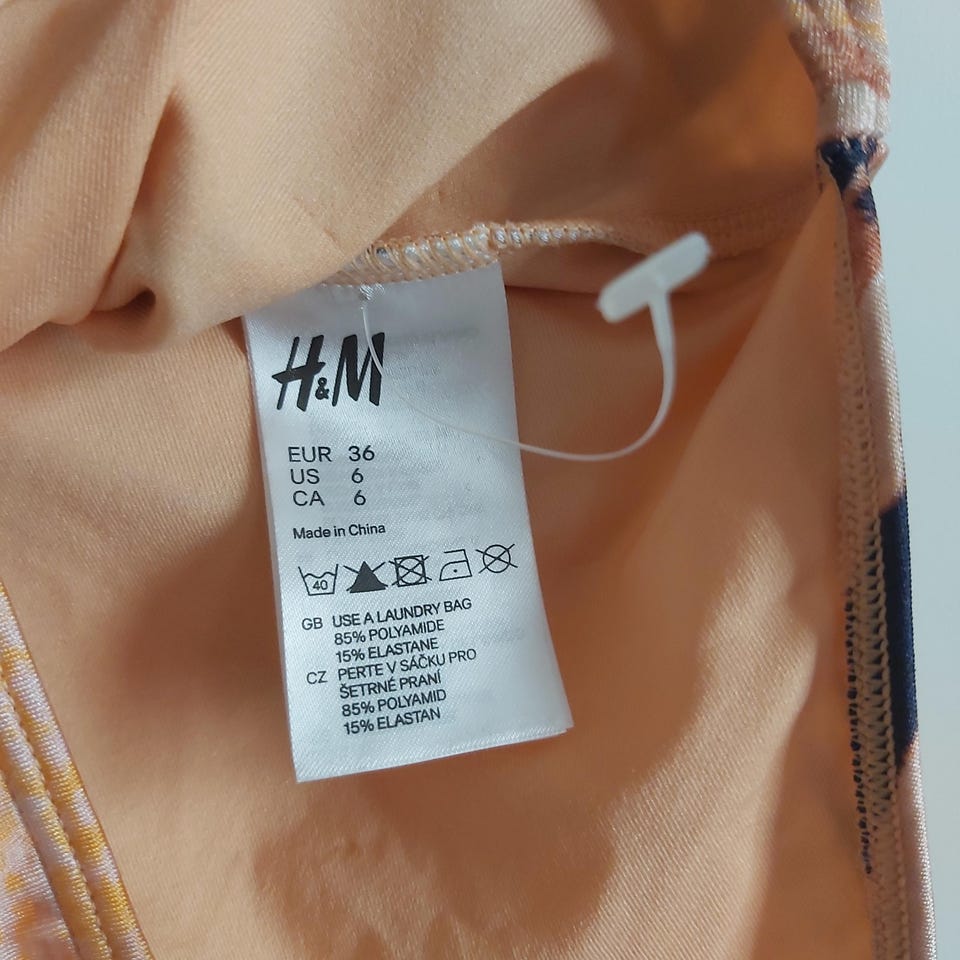 H&M
EUR 36
US 6
CA 6
Made in China
40
GB USE A LAUNDRY BAG
85% POLYAMIDE
15% ELASTANE
CZ PERTE V SÁČKU PRO
ŠETRNÉ PRANÍ
85% POLYAMID
15% ELASTAN